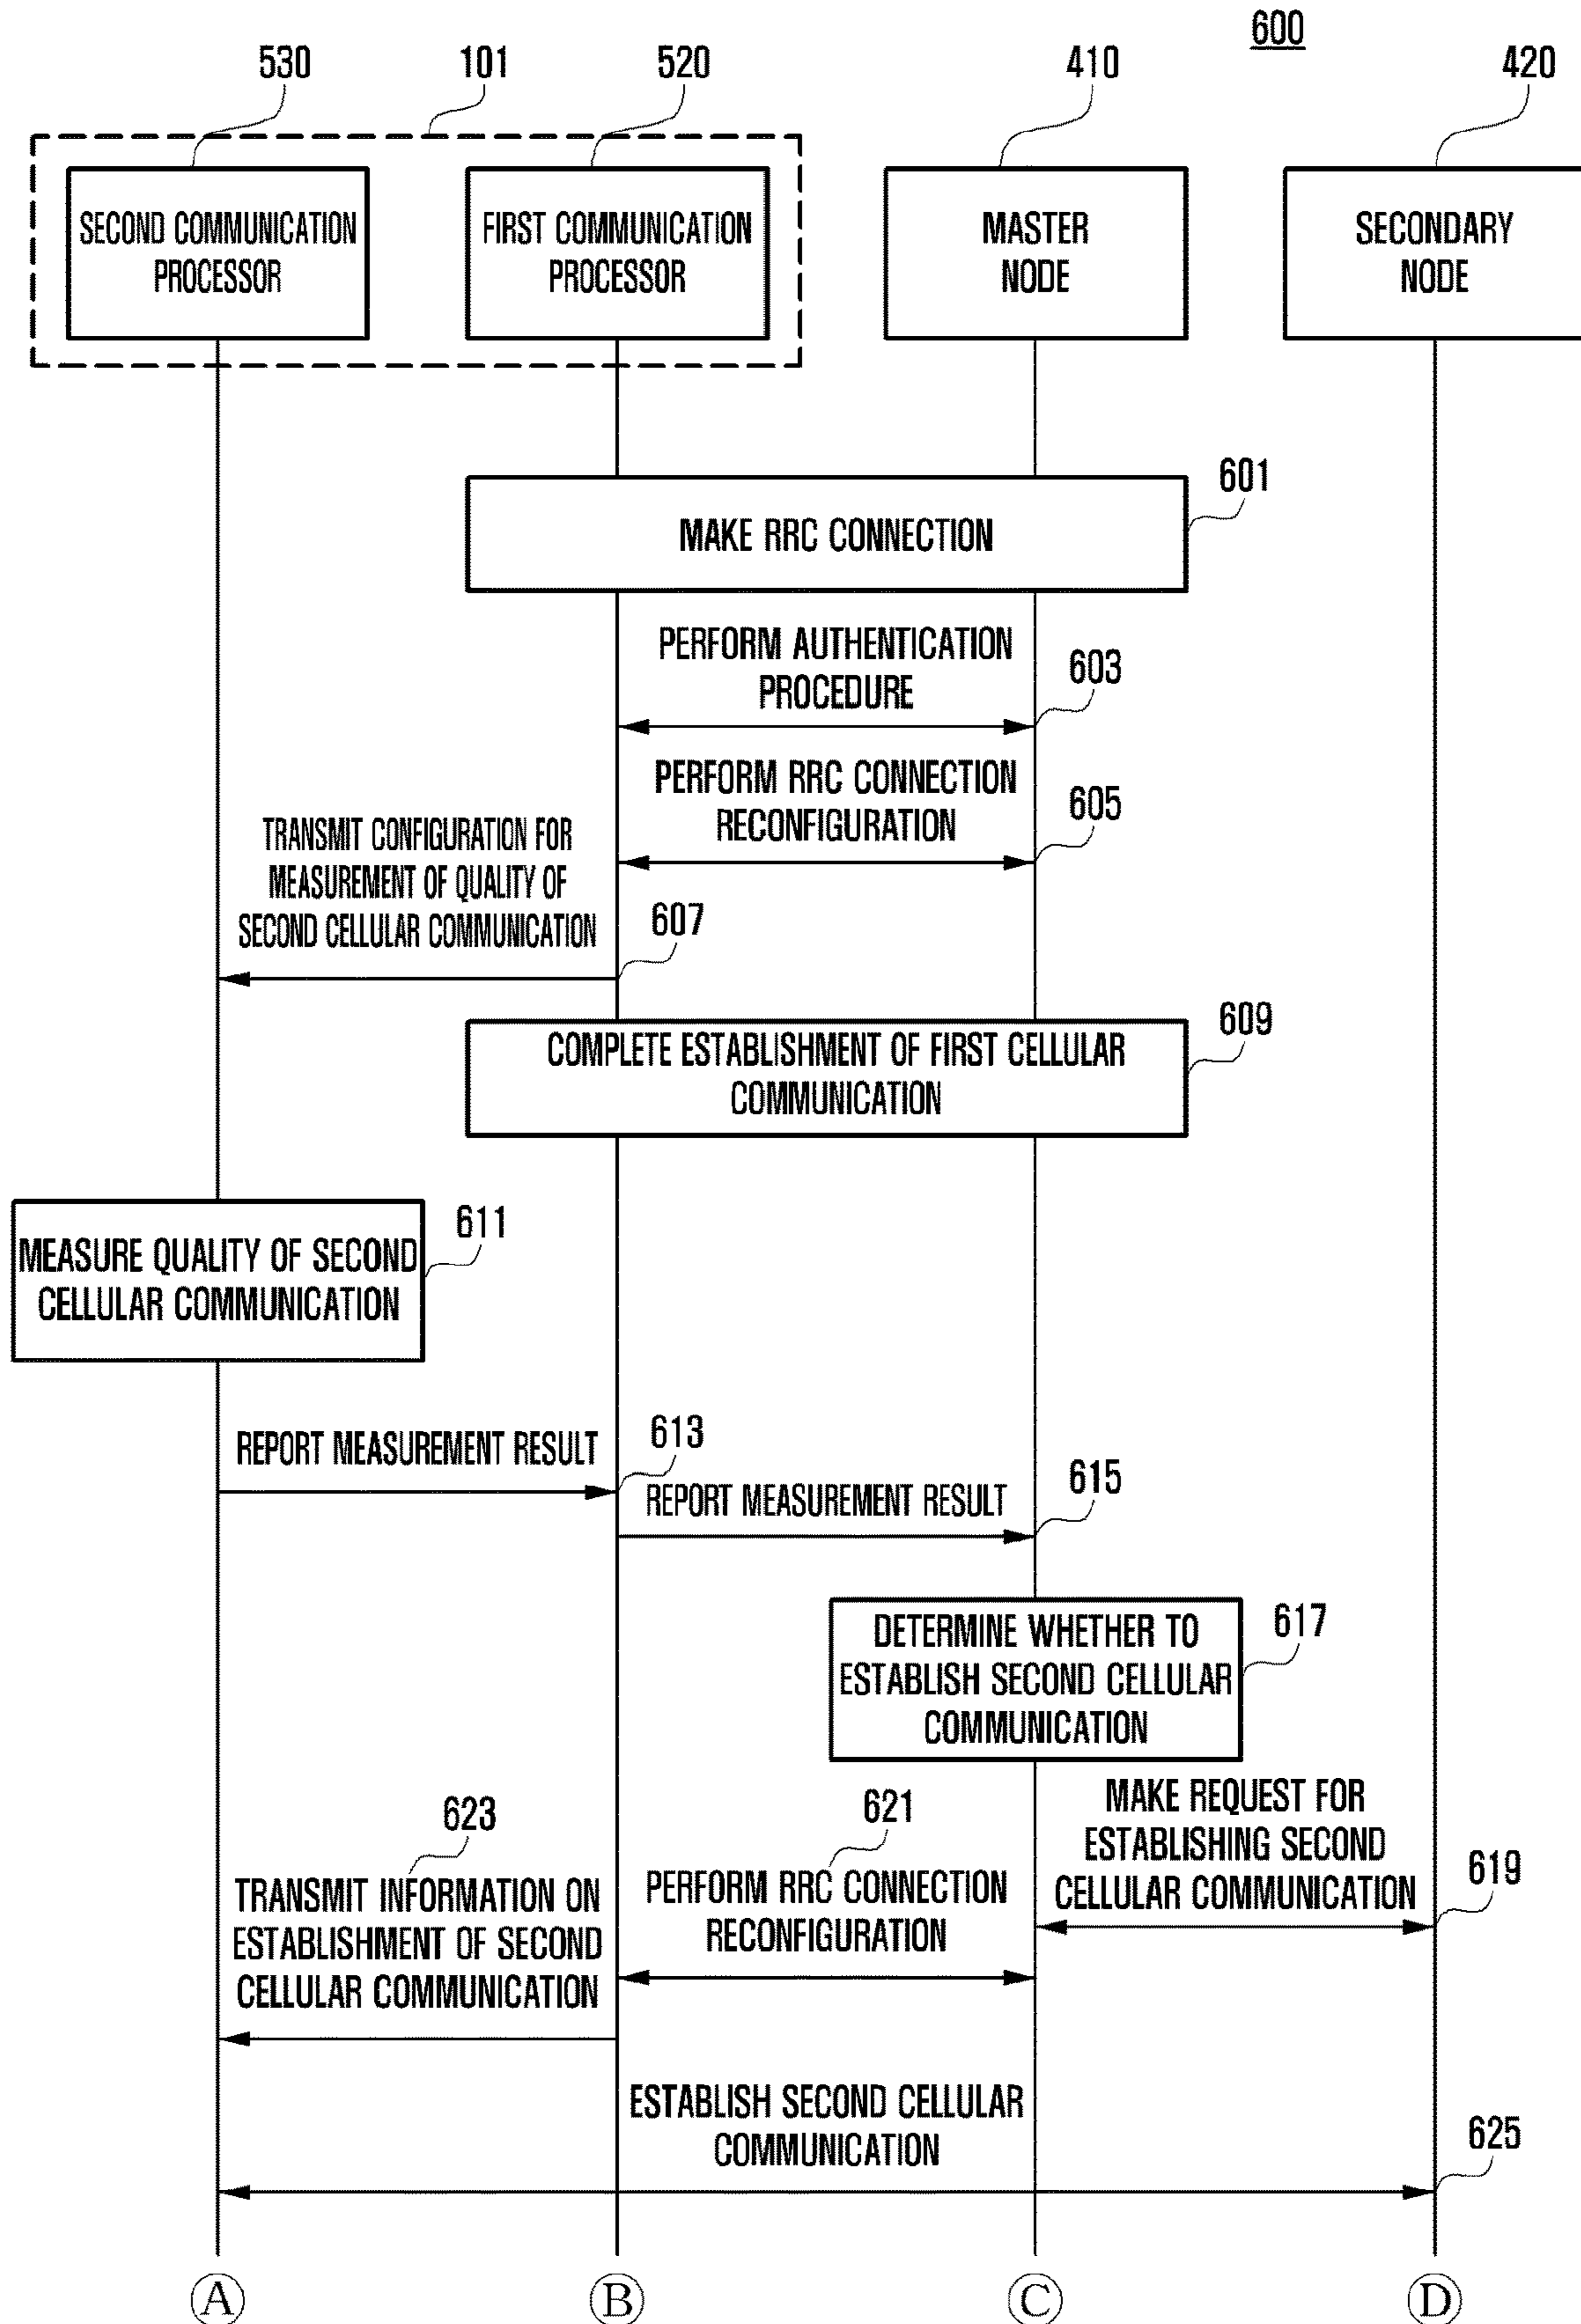 600
530
101
520
410
420
SECOND COMMUNICATION
PROCESSOR
FIRST COMMUNICATION
PROCESSOR
MASTER
NODE
SECONDARY
NODE
601
MAKE RRC CONNECTION
PERFORM AUTHENTICATION
PROCEDURE
603
PERFORM RRC CONNECTION
RECONFIGURATION
605
TRANSMIT CONFIGURATION FOR
MEASUREMENT OF QUALITY OF
SECOND CELLULAR COMMUNICATION
607
609
COMPLETE ESTABLISHMENT OF FIRST CELLULAR
COMMUNICATION
611
MEASURE QUALITY OF SECOND
CELLULAR COMMUNICATION
REPORT MEASUREMENT RESULT
613
REPORT MEASUREMENT RESULT
615
DETERMINE WHETHER TO
ESTABLISH SECOND CELLULAR
COMMUNICATION
617
MAKE REQUEST FOR
ESTABLISHING SECOND
CELLULAR COMMUNICATION
619
621
PERFORM RRC CONNECTION
RECONFIGURATION
623
TRANSMIT INFORMATION ON
ESTABLISHMENT OF SECOND
CELLULAR COMMUNICATION
ESTABLISH SECOND CELLULAR
COMMUNICATION
625
A
B
C
D